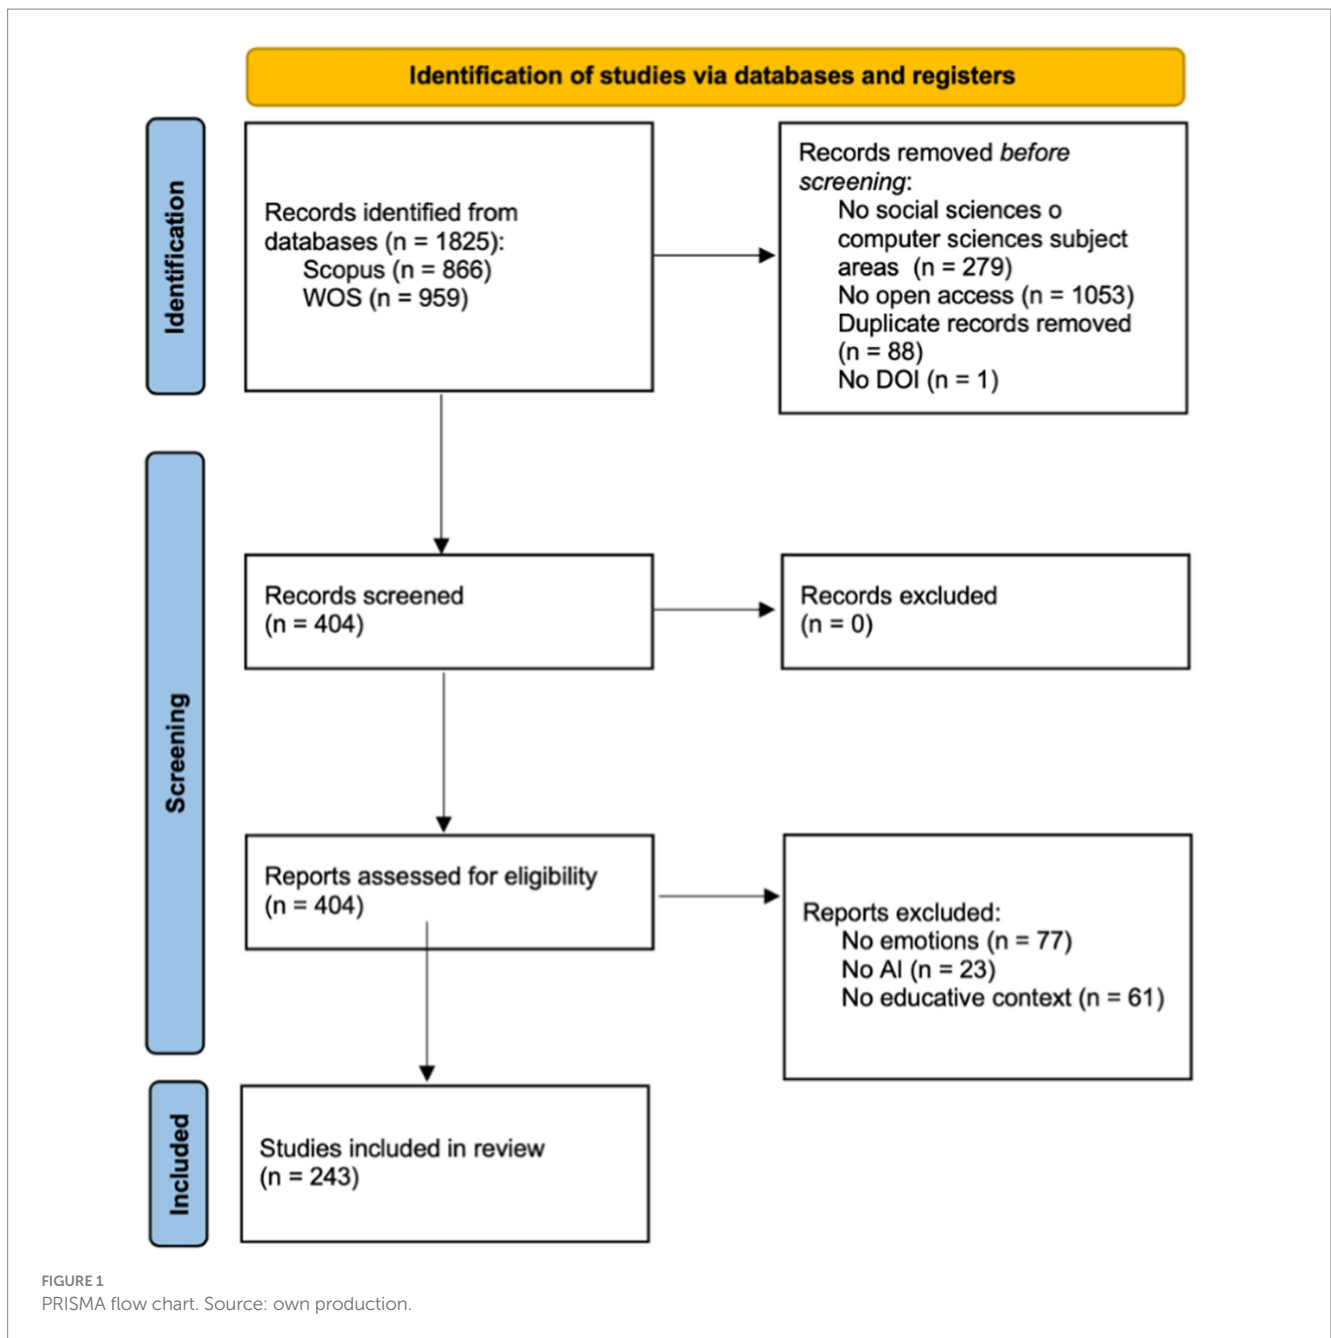 Identification of studies via databases and registers
Identification
Records identified from
databases (n = 1825):
Scopus (n = 866)
WOS (n = 959)
Records removed before
screening:
No social sciences o
computer sciences subject
areas (n = 279)
No open access (n = 1053)
Duplicate records removed
(n = 88)
No DOI (n = 1)
Screening
Records screened
(n = 404)
Records excluded
(n = 0)
Reports assessed for eligibility
(n = 404)
Reports excluded:
No emotions (n = 77)
No AI (n = 23)
No educative context (n = 61)
Included
Studies included in review
(n = 243)
FIGURE 1
PRISMA flow chart. Source: own production.